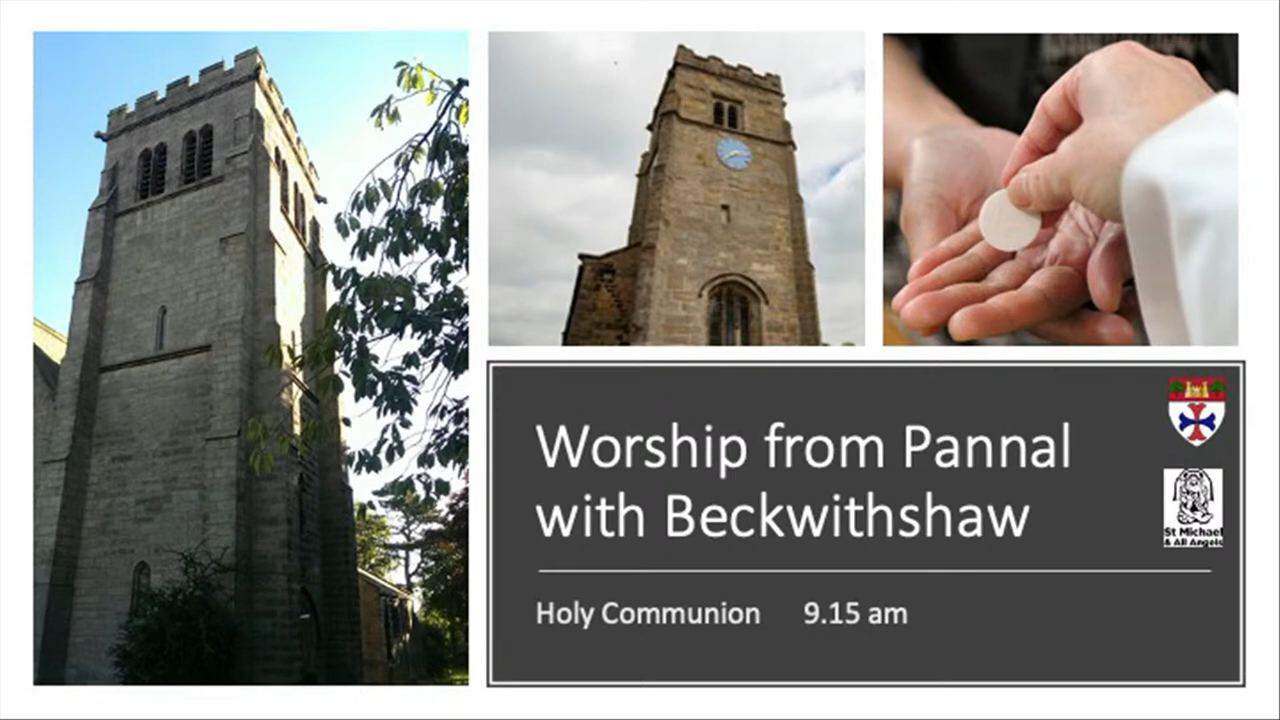 Worship from Pannal
with Beckwithshaw
St Michael
& All Angels
Holy Communion 9.15 am